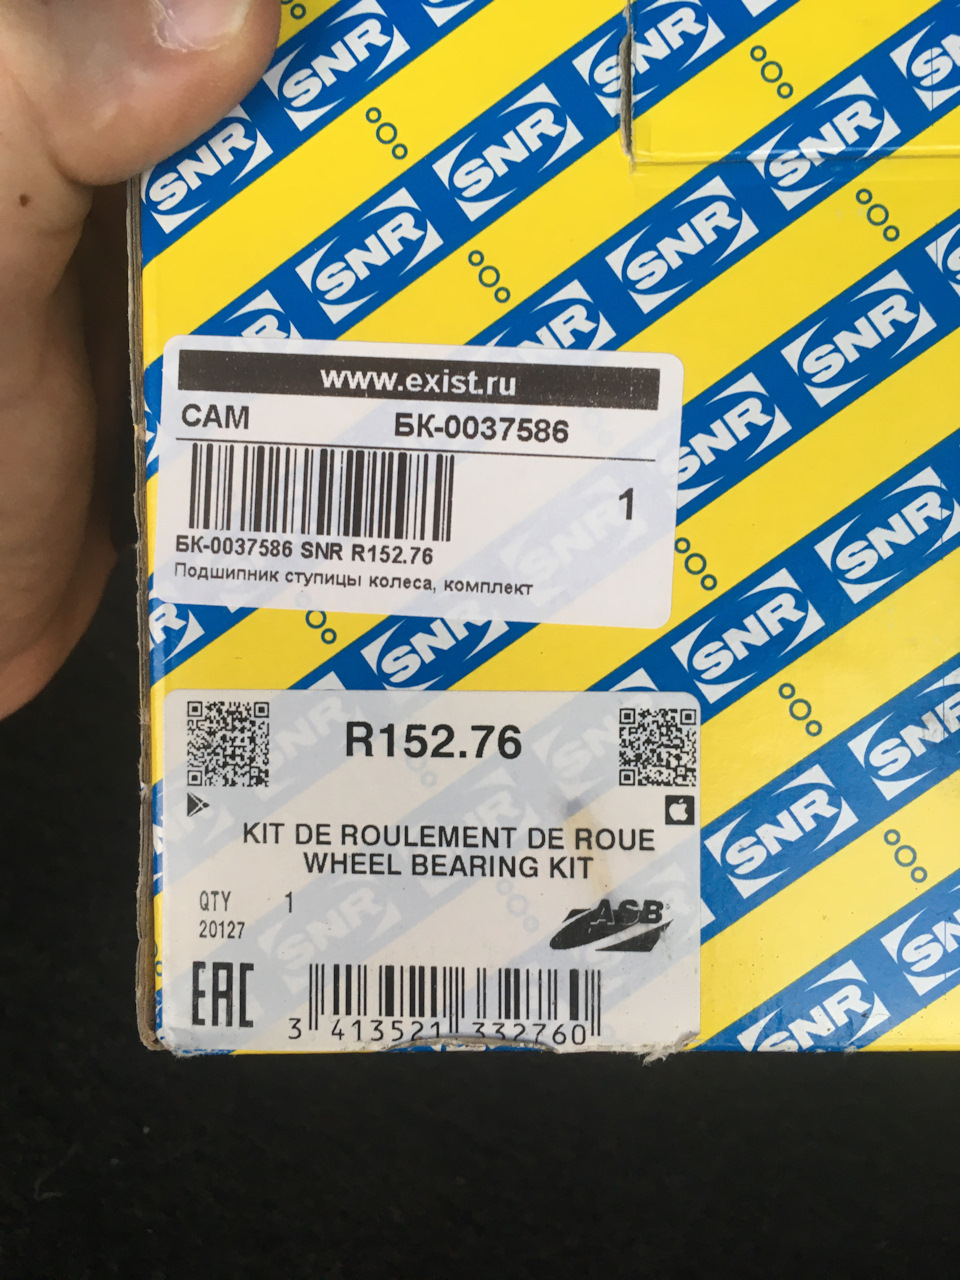 SNR
www.exist.ru
САМ БК-0037586
1
БК-0037586 SNR R152.76
Подшипник ступицы колеса, комплект
R152.76
KIT DE ROULEMENT DE ROUE
WHEEL BEARING KIT
QTY 1
20127
ASB
EAC
3 413521 332760